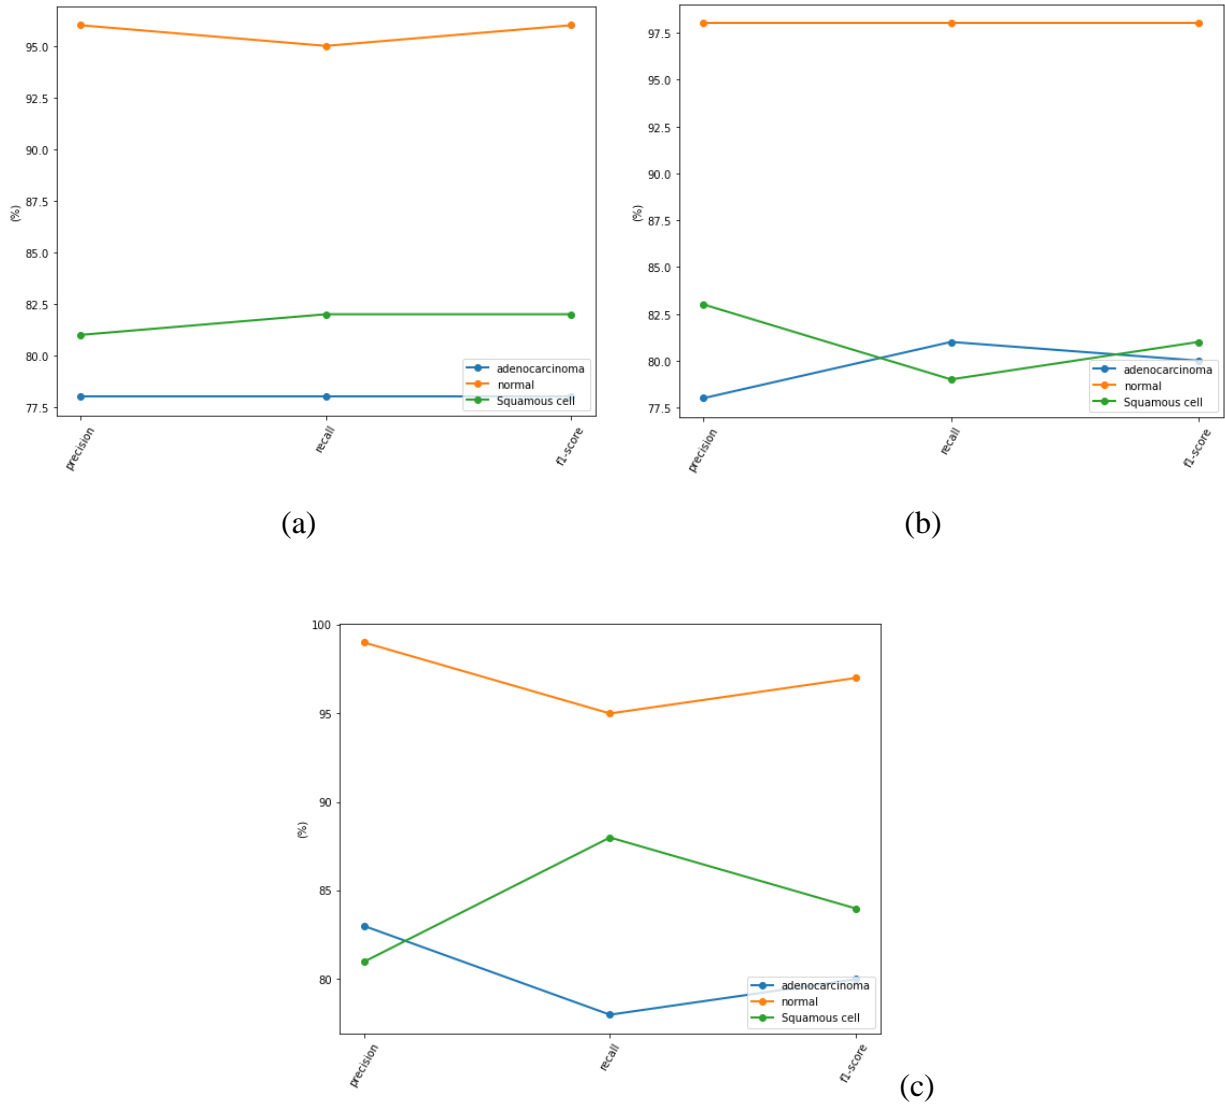 95.0
92.5
90.0
87.5
85.0
82.5
80.0
77.5
(%)
adenocarcinoma
normal
Squamous cell
precision
recall
f1-score
(a)
97.5
95.0
92.5
90.0
87.5
85.0
82.5
80.0
77.5
(%)
adenocarcinoma
normal
Squamous cell
precision
recall
f1-score
(b)
100
95
90
85
80
(%)
adenocarcinoma
normal
Squamous cell
precision
recall
f1-score
(c)